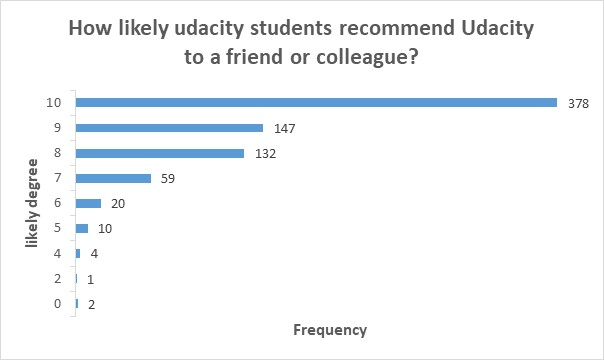 How likely udacity students recommend Udacity
to a friend or colleague?
likely degree
10 378
9 147
8 132
7 59
6 20
5 10
4 4
2 1
0 2
Frequency